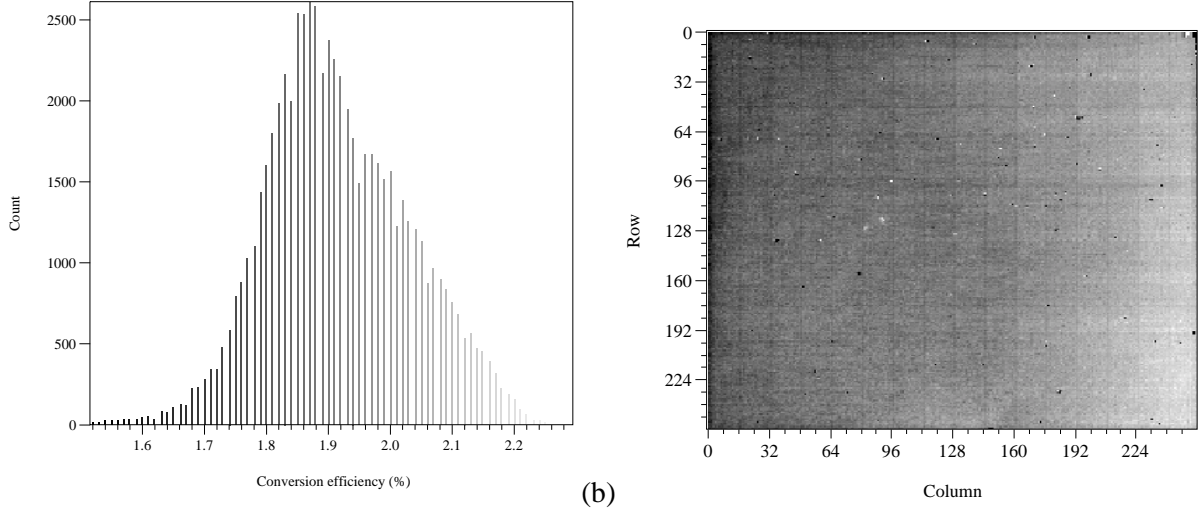 2500
2000
1500
1000
500
0
Count
1.6 1.7 1.8 1.9 2.0 2.1 2.2
Conversion efficiency (%)
(b)
0
32
64
96
128
160
192
224
Row
0 32 64 96 128 160 192 224
Column